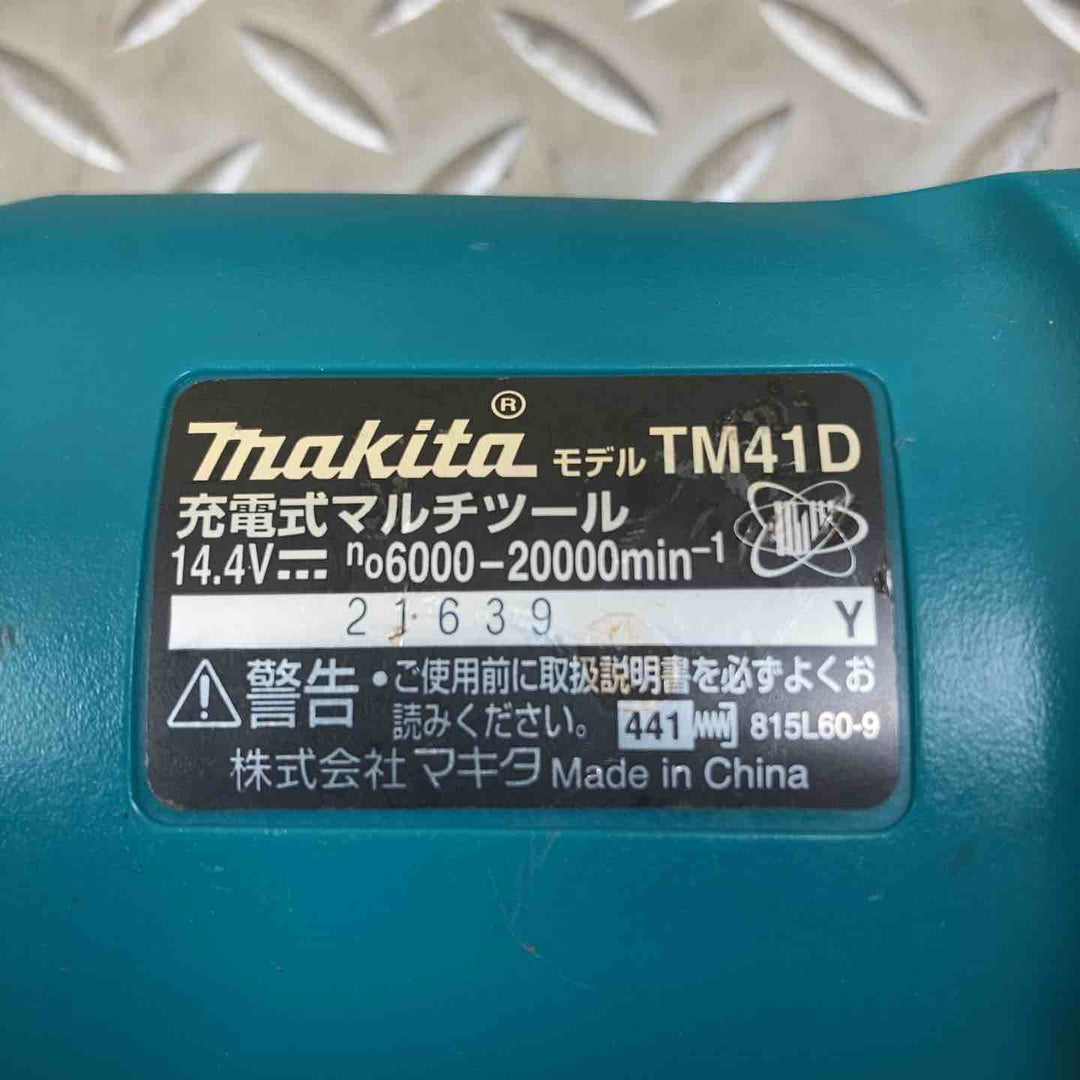 makita® モデル TM41D
充電式マルチツール
14.4V⎓ n₀6000-20000min⁻¹
21639 Y
⚠警告 •ご使用前に取扱説明書を必ずよくお
読みください。 441 815L60-9
株式会社マキタ Made in China